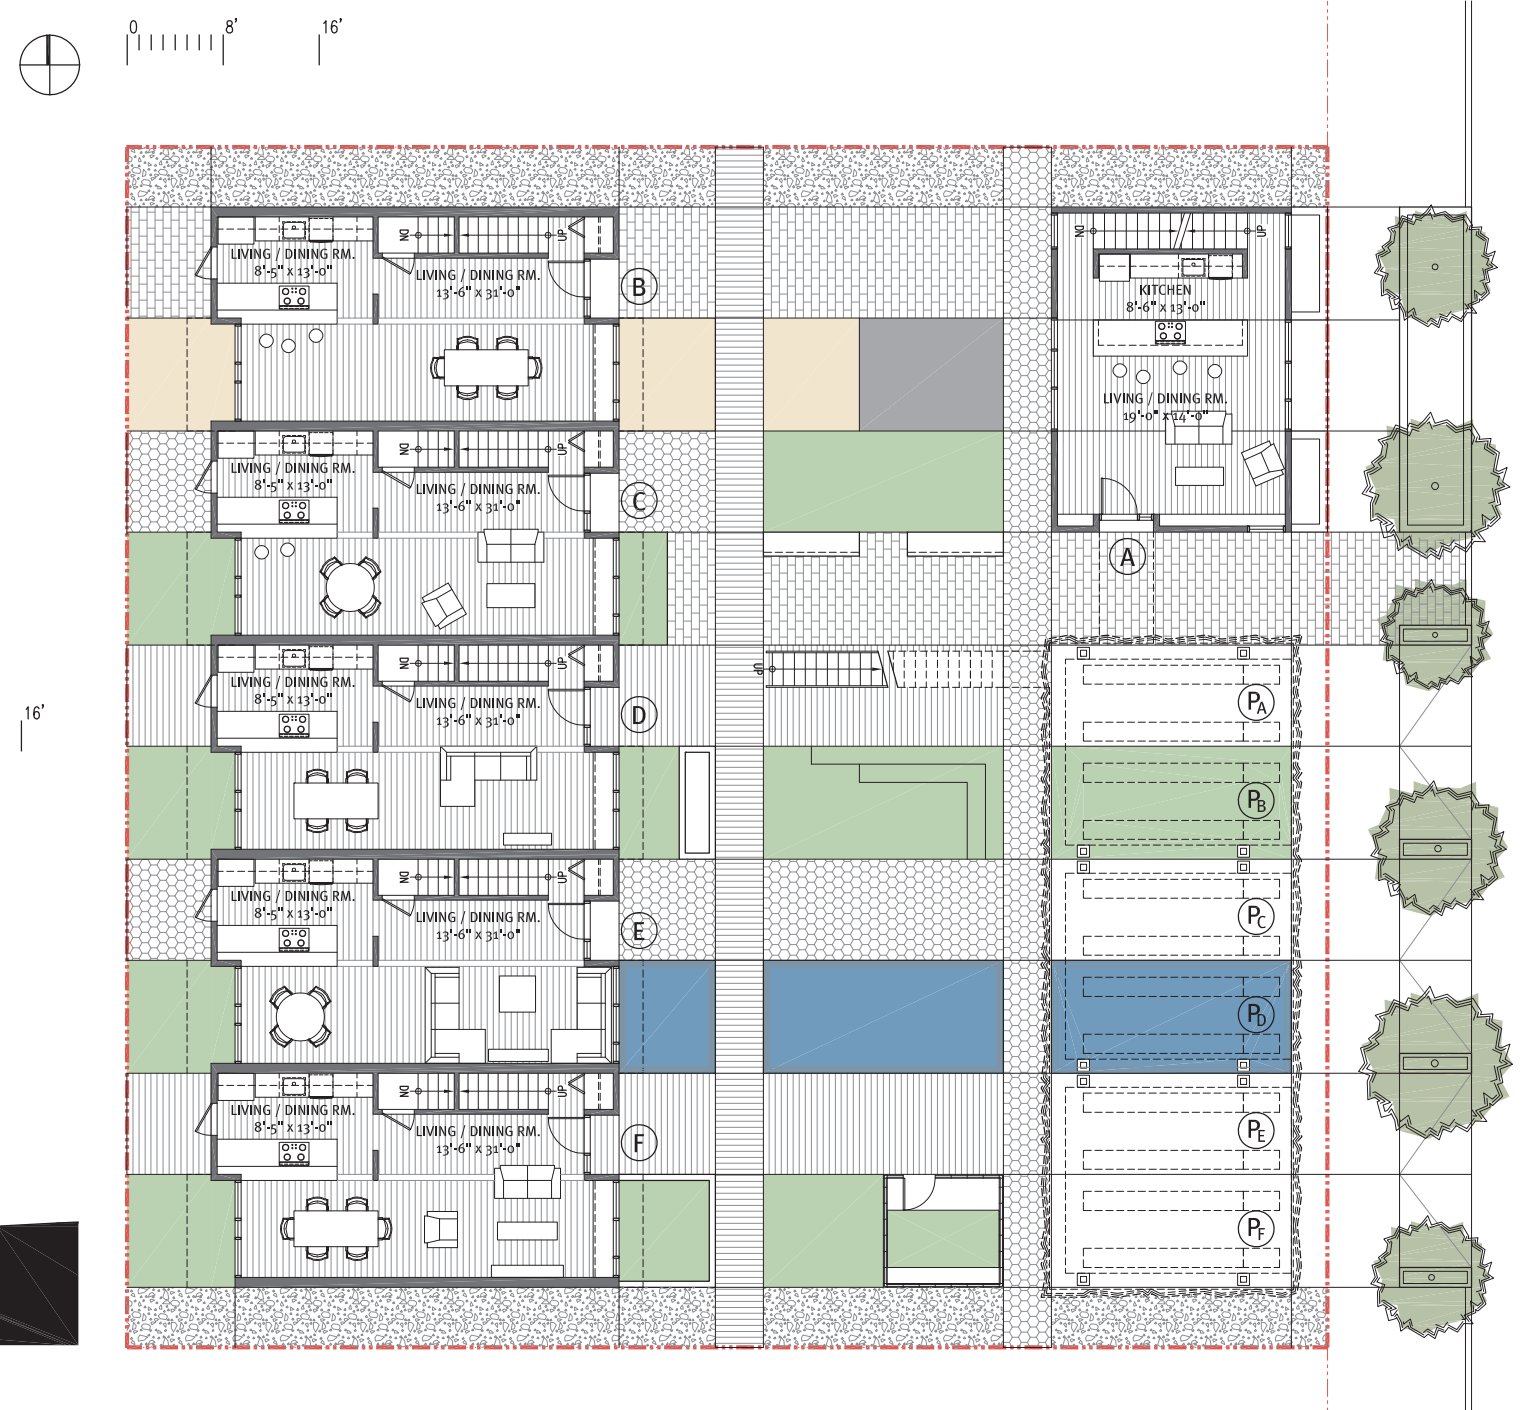 0 8' 16'
LIVING / DINING RM.
8'-5" x 13'-0"
DN
UP
LIVING / DINING RM.
13'-6" x 31'-0"
B
DN
UP
KITCHEN
8'-6" x 13'-0"
LIVING / DINING RM.
19'-0" x 14'-0"
A
LIVING / DINING RM.
8'-5" x 13'-0"
DN
UP
LIVING / DINING RM.
13'-6" x 31'-0"
C
LIVING / DINING RM.
8'-5" x 13'-0"
DN
UP
LIVING / DINING RM.
13'-6" x 31'-0"
D
UP
16'
PA
PB
LIVING / DINING RM.
8'-5" x 13'-0"
DN
UP
LIVING / DINING RM.
13'-6" x 31'-0"
E
PC
PD
LIVING / DINING RM.
8'-5" x 13'-0"
DN
UP
LIVING / DINING RM.
13'-6" x 31'-0"
F
PE
PF